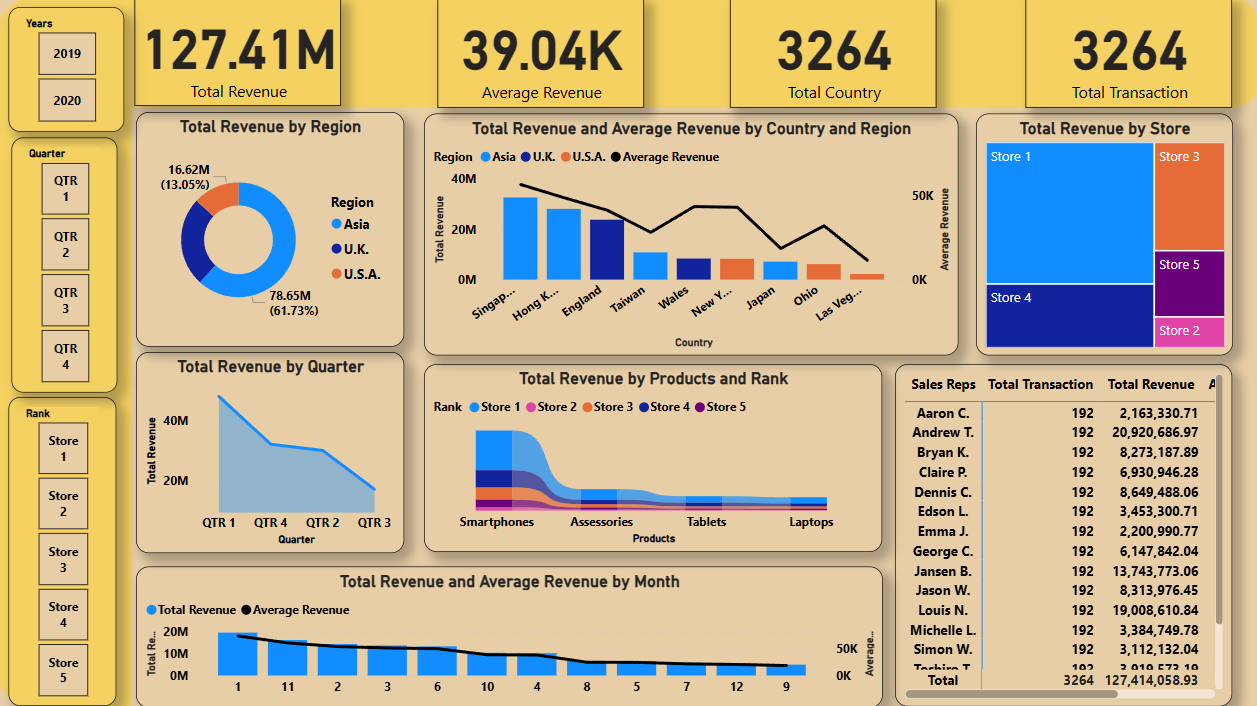 Years
2019
2020
Quarter
QTR
1
QTR
2
QTR
3
QTR
4
Rank
Store
1
Store
2
Store
3
Store
4
Store
5
127.41M
Total Revenue
39.04K
Average Revenue
3264
Total Country
3264
Total Transaction
Total Revenue by Region
16.62M
(13.05%)
78.65M
(61.73%)
Region
Asia
U.K.
U.S.A.
Total Revenue and Average Revenue by Country and Region
Region Asia U.K. U.S.A. Average Revenue
Total Revenue
40M
20M
0M
50K
0K
Average Revenue
Singap... Hong K... England Taiwan Wales New Y... Japan Ohio Las Veg...
Country
Total Revenue by Store
Store 1
Store 3
Store 5
Store 4
Store 2
Total Revenue by Quarter
Total Revenue
40M
20M
QTR 1 QTR 4 QTR 2 QTR 3
Quarter
Total Revenue by Products and Rank
Rank Store 1 Store 2 Store 3 Store 4 Store 5
Smartphones Assessories Tablets Laptops
Products
Total Revenue and Average Revenue by Month
Total Revenue Average Revenue
Total Re...
20M
10M
0M
50K
0K
Average...
1 11 2 3 6 10 4 8 5 7 12 9
Sales Reps Total Transaction Total Revenue A
Aaron C. 192 2,163,330.71
Andrew T. 192 20,920,686.97
Bryan K. 192 8,273,187.89
Claire P. 192 6,930,946.28
Dennis C. 192 8,649,488.06
Edson L. 192 3,453,300.71
Emma J. 192 2,200,990.77
George C. 192 6,147,842.04
Jansen B. 192 13,743,773.06
Jason W. 192 8,313,976.45
Louis N. 192 19,008,610.84
Michelle L. 192 3,384,749.78
Simon W. 192 3,112,132.04
Toshiro T. 192 3,919,573.19
Total 3264 127,414,058.93